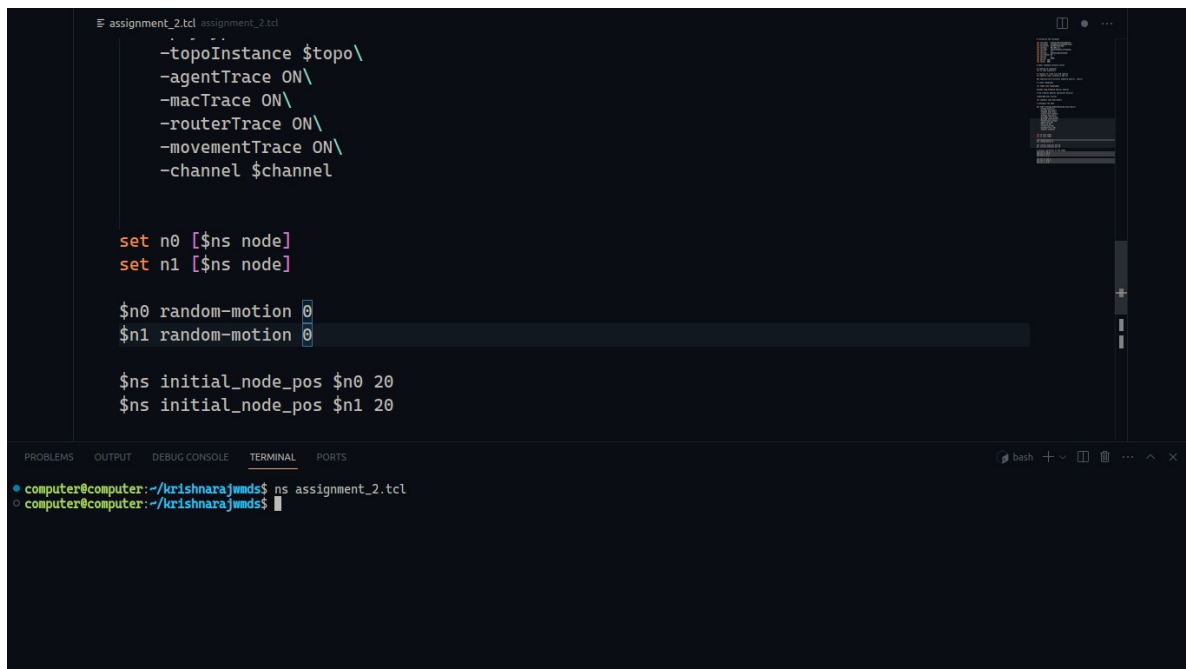 assignment_2.tcl assignment_2.tcl
-topoInstance $topo\
-agentTrace ON\
-macTrace ON\
-routerTrace ON\
-movementTrace ON\
-channel $channel
set n0 [$ns node]
set n1 [$ns node]
$n0 random-motion 0
$n1 random-motion 0
$ns initial_node_pos $n0 20
$ns initial_node_pos $n1 20
PROBLEMS OUTPUT DEBUG CONSOLE TERMINAL PORTS
bash
computer@computer:~/krishnarajwmds$ ns assignment_2.tcl
computer@computer:~/krishnarajwmds$